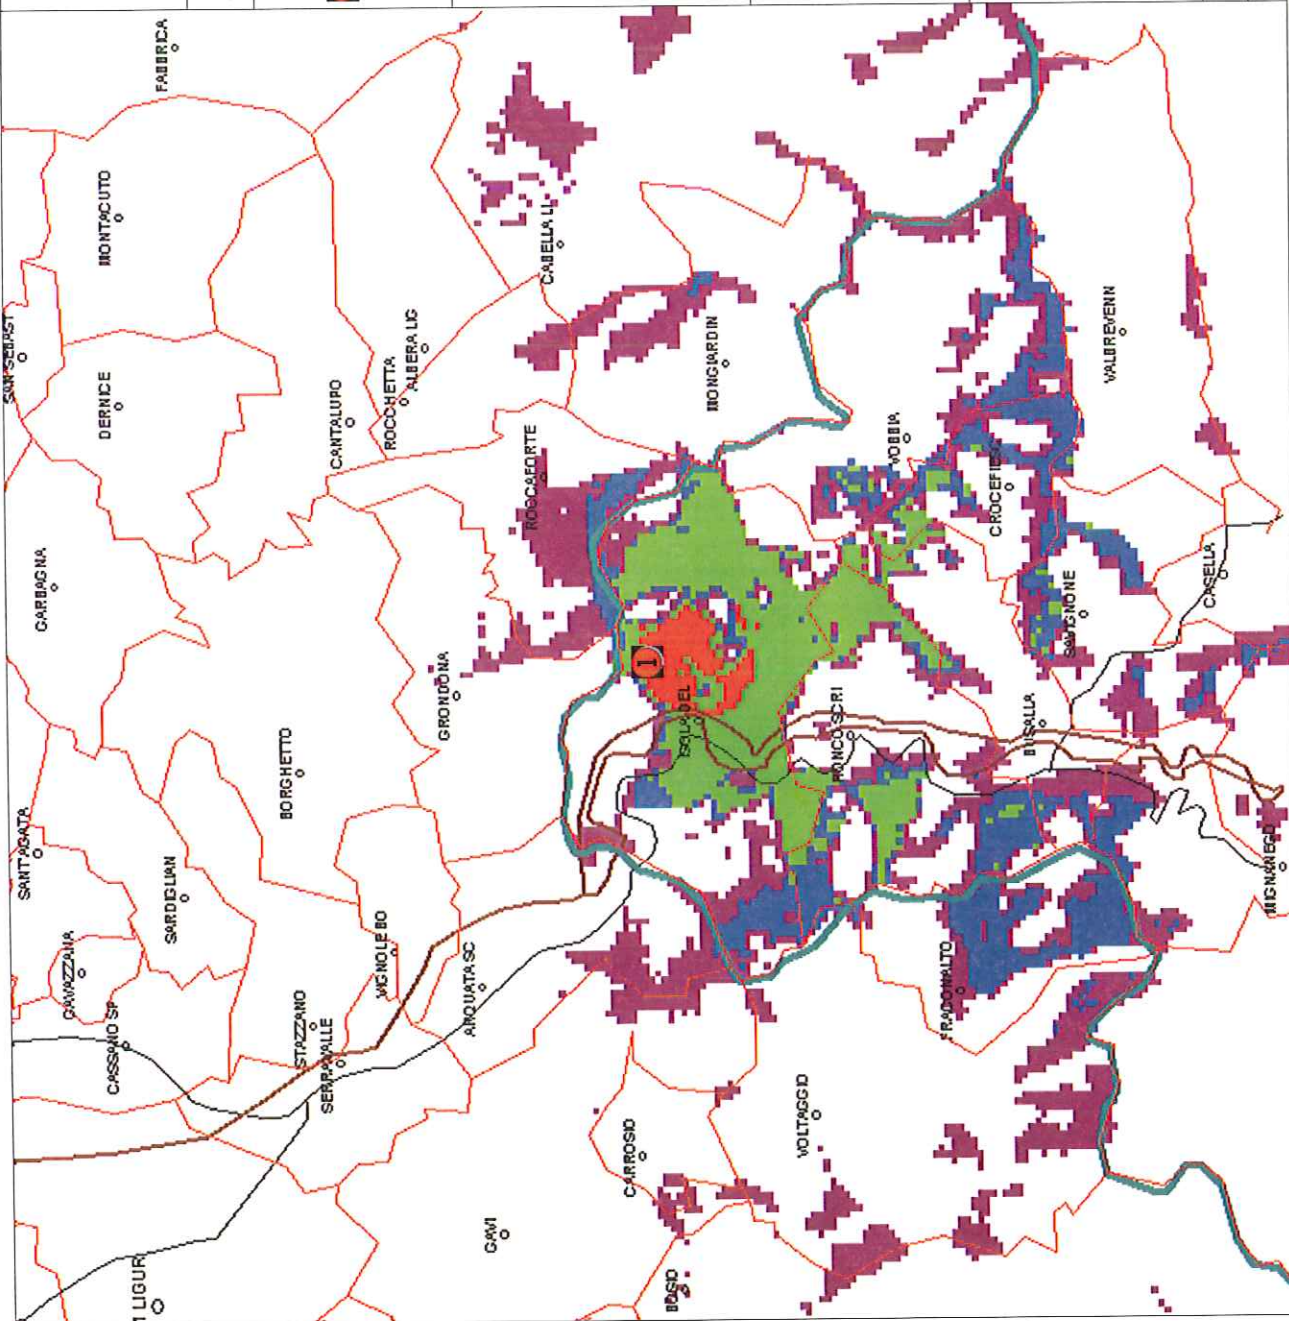 FABBRICA
MONTACUTO
SAN SEBAST
DERNICE
CABELLA LI
ALBERA LIG
ROCCHETTA
CANTALUPO
MONGIARDIN
VALBREVENN
ROCCAFORTE
VOBBIA
CROCEFIESC
GARBAGNA
CASELLA
SAVIGNONE
GRONDONA
1
ISOLA DEL
RONCO SCRI
BUSALLA
BORGHETTO
SANT'AGATA
SARDIGLIAN
MIGNANEGO
VIGNOLE BO
GAVAZZANA
ARQUATA SC
FRACONALTO
CASSANO SP
STAZZANO
SERRAVALLE
VOLTAGGIO
CARROSIO
GAVI
BOSIO
I LIGUR